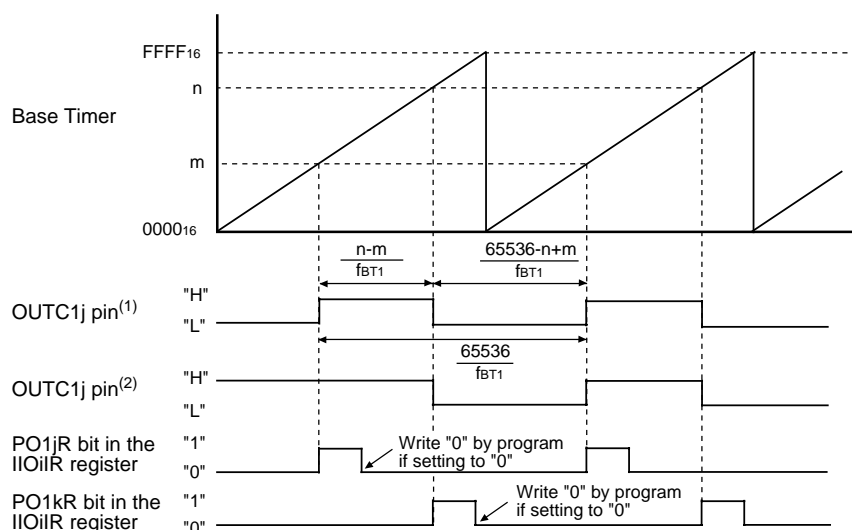 FFFF16
n
Base Timer
m
000016
n-m
fBT1
65536-n+m
fBT1
OUTC1j pin(1)
"H"
"L"
65536
fBT1
OUTC1j pin(2)
"H"
"L"
PO1jR bit in the
IIOiIR register
"1"
"0"
Write "0" by program
if setting to "0"
PO1kR bit in the
IIOiIR register
"1"
"0"
Write "0" by program
if setting to "0"